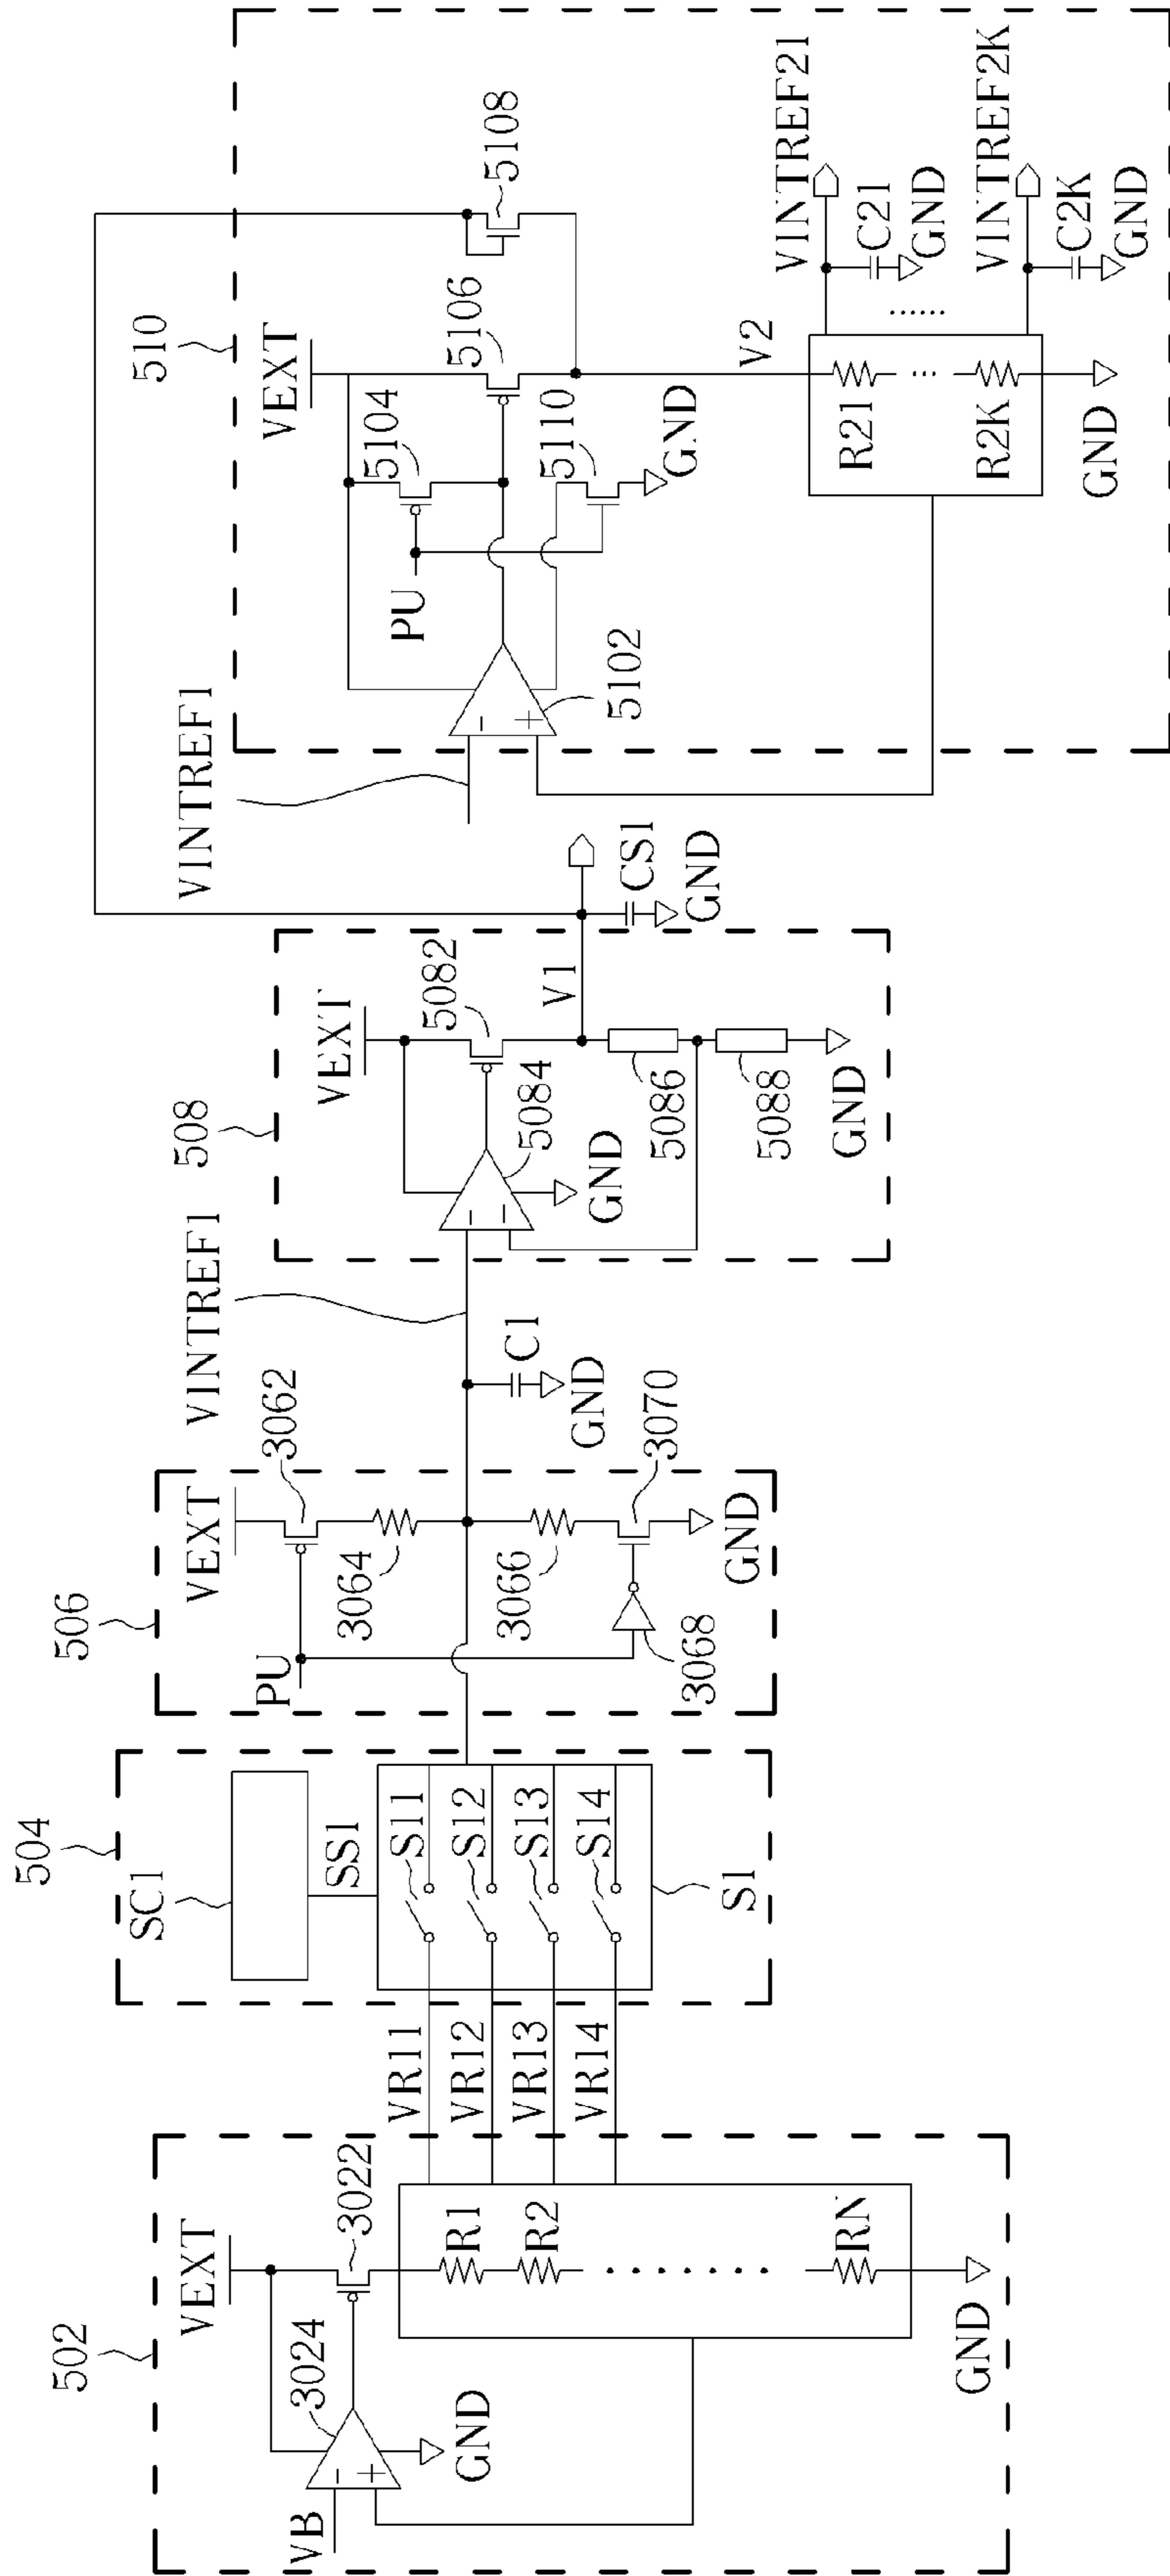 502
VEXT
3024
3022
VB
−
+
GND
R1
R2
RN
GND
VR11
VR12
VR13
VR14
504
SC1
SS1
S11
S12
S13
S14
S1
506
VEXT
PU
3062
3064
3066
3068
3070
GND
VINTREF1
C1
GND
508
VEXT
5082
5084
−
−
GND
V1
5086
5088
GND
CS1
GND
VINTREF1
510
VEXT
PU
5104
5106
5108
−
+
5102
5110
GND
V2
R21
R2K
GND
VINTREF21
C21
GND
VINTREF2K
C2K
GND